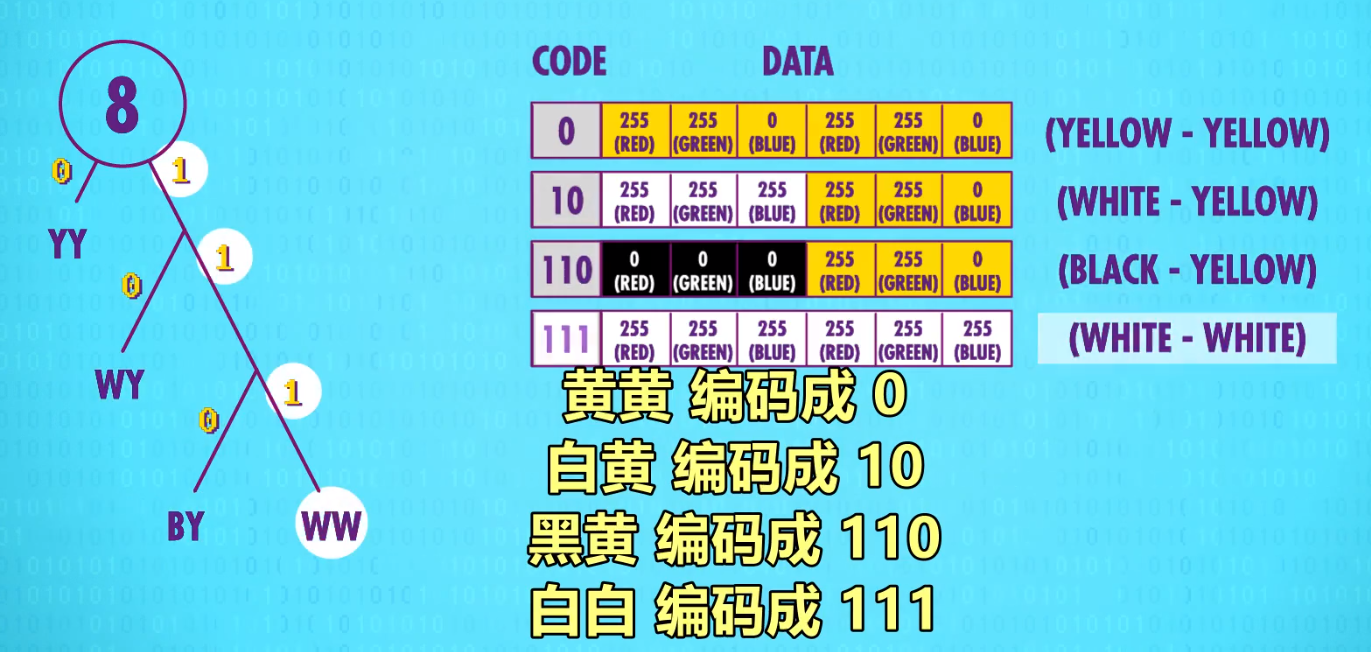 8
0
1
YY
0
1
WY
0
1
BY
WW
CODE DATA
0 255 (RED) 255 (GREEN) 0 (BLUE) 255 (RED) 255 (GREEN) 0 (BLUE) (YELLOW - YELLOW)
10 255 (RED) 255 (GREEN) 255 (BLUE) 255 (RED) 255 (GREEN) 0 (BLUE) (WHITE - YELLOW)
110 0 (RED) 0 (GREEN) 0 (BLUE) 255 (RED) 255 (GREEN) 0 (BLUE) (BLACK - YELLOW)
111 255 (RED) 255 (GREEN) 255 (BLUE) 255 (RED) 255 (GREEN) 255 (BLUE) (WHITE - WHITE)
黄黄 编码成 0
白黄 编码成 10
黑黄 编码成 110
白白 编码成 111